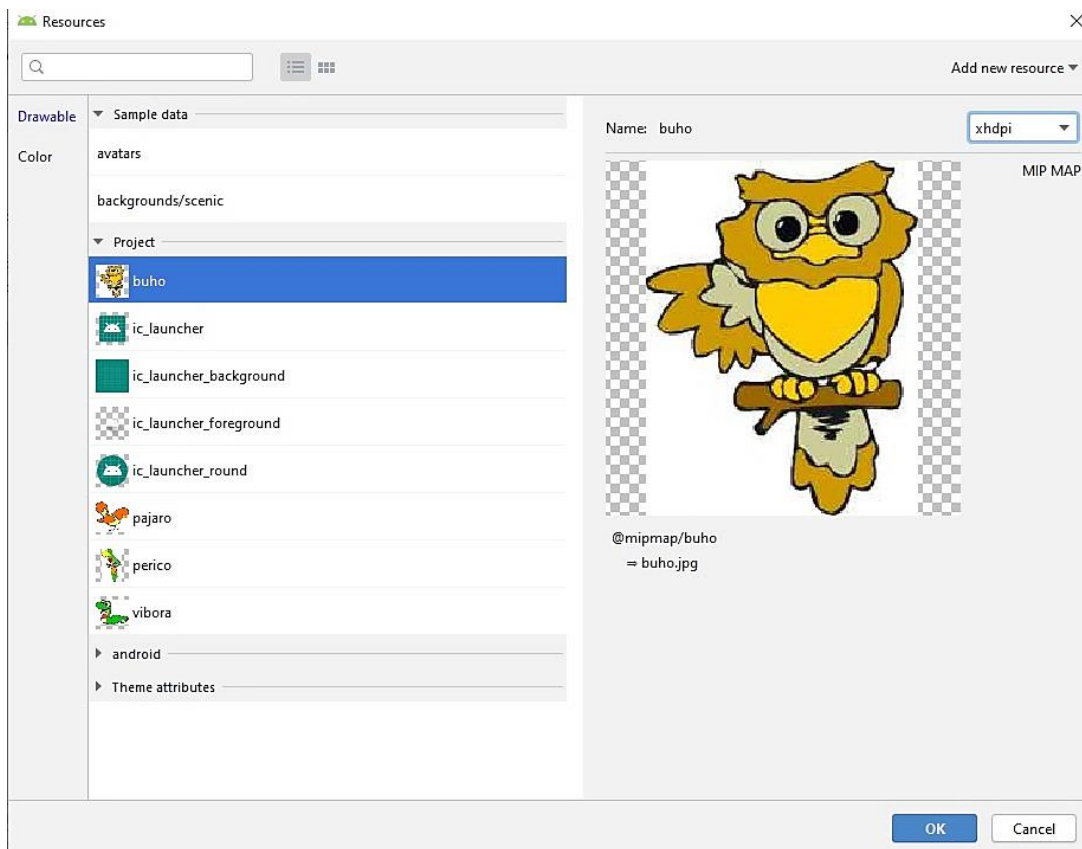 Resources
Add new resource
Drawable
Color
Sample data
avatars
backgrounds/scenic
Project
buho
ic_launcher
ic_launcher_background
ic_launcher_foreground
ic_launcher_round
pajaro
perico
vibora
android
Theme attributes
Name: buho
xhdpi
MIP MAP
@mipmap/buho
⇒ buho.jpg
OK
Cancel